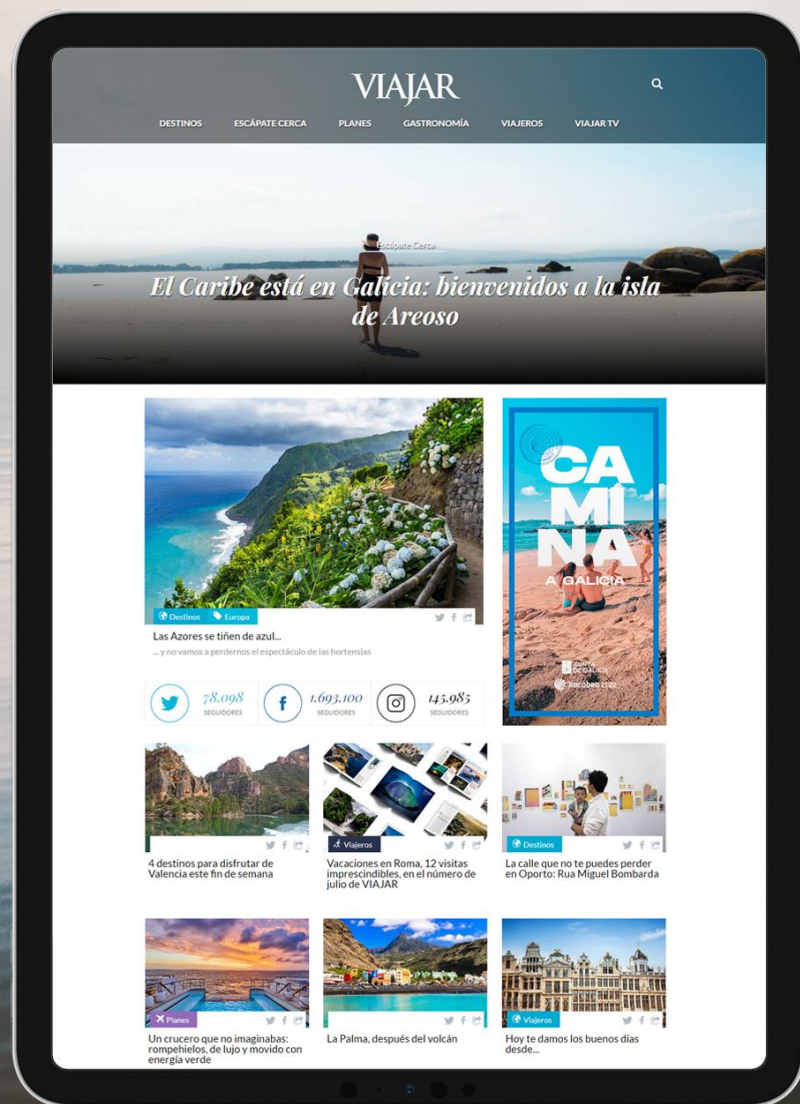 VIAJAR
DESTINOS
ESCÁPATE CERCA
PLANES
GASTRONOMÍA
VIAJEROS
VIAJAR TV
Escápate Cerca
El Caribe está en Galicia: bienvenidos a la isla
de Areoso
Destinos
Europa
Las Azores se tiñen de azul...
... y no vamos a perdernos el espectáculo de las hortensias
CA
MI
ÑA
A GALICIA
XUNTA
DE GALICIA
Xacobeo 21·22
78.098
SEGUIDORES
1.693.100
SEGUIDORES
145.985
SEGUIDORES
4 destinos para disfrutar de
Valencia este fin de semana
Viajeros
Vacaciones en Roma, 12 visitas
imprescindibles, en el número de
julio de VIAJAR
Destinos
La calle que no te puedes perder
en Oporto: Rua Miguel Bombarda
Planes
Un crucero que no imaginabas:
rompehielos, de lujo y movido con
energía verde
La Palma, después del volcán
Viajeros
Hoy te damos los buenos días
desde...